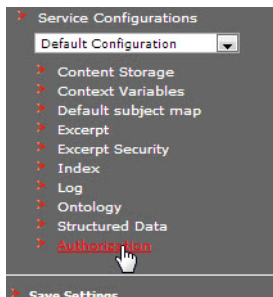 Service Configurations
Default Configuration
Content Storage
Context Variables
Default subject map
Excerpt
Excerpt Security
Index
Log
Ontology
Structured Data
Authorization
Save Settings